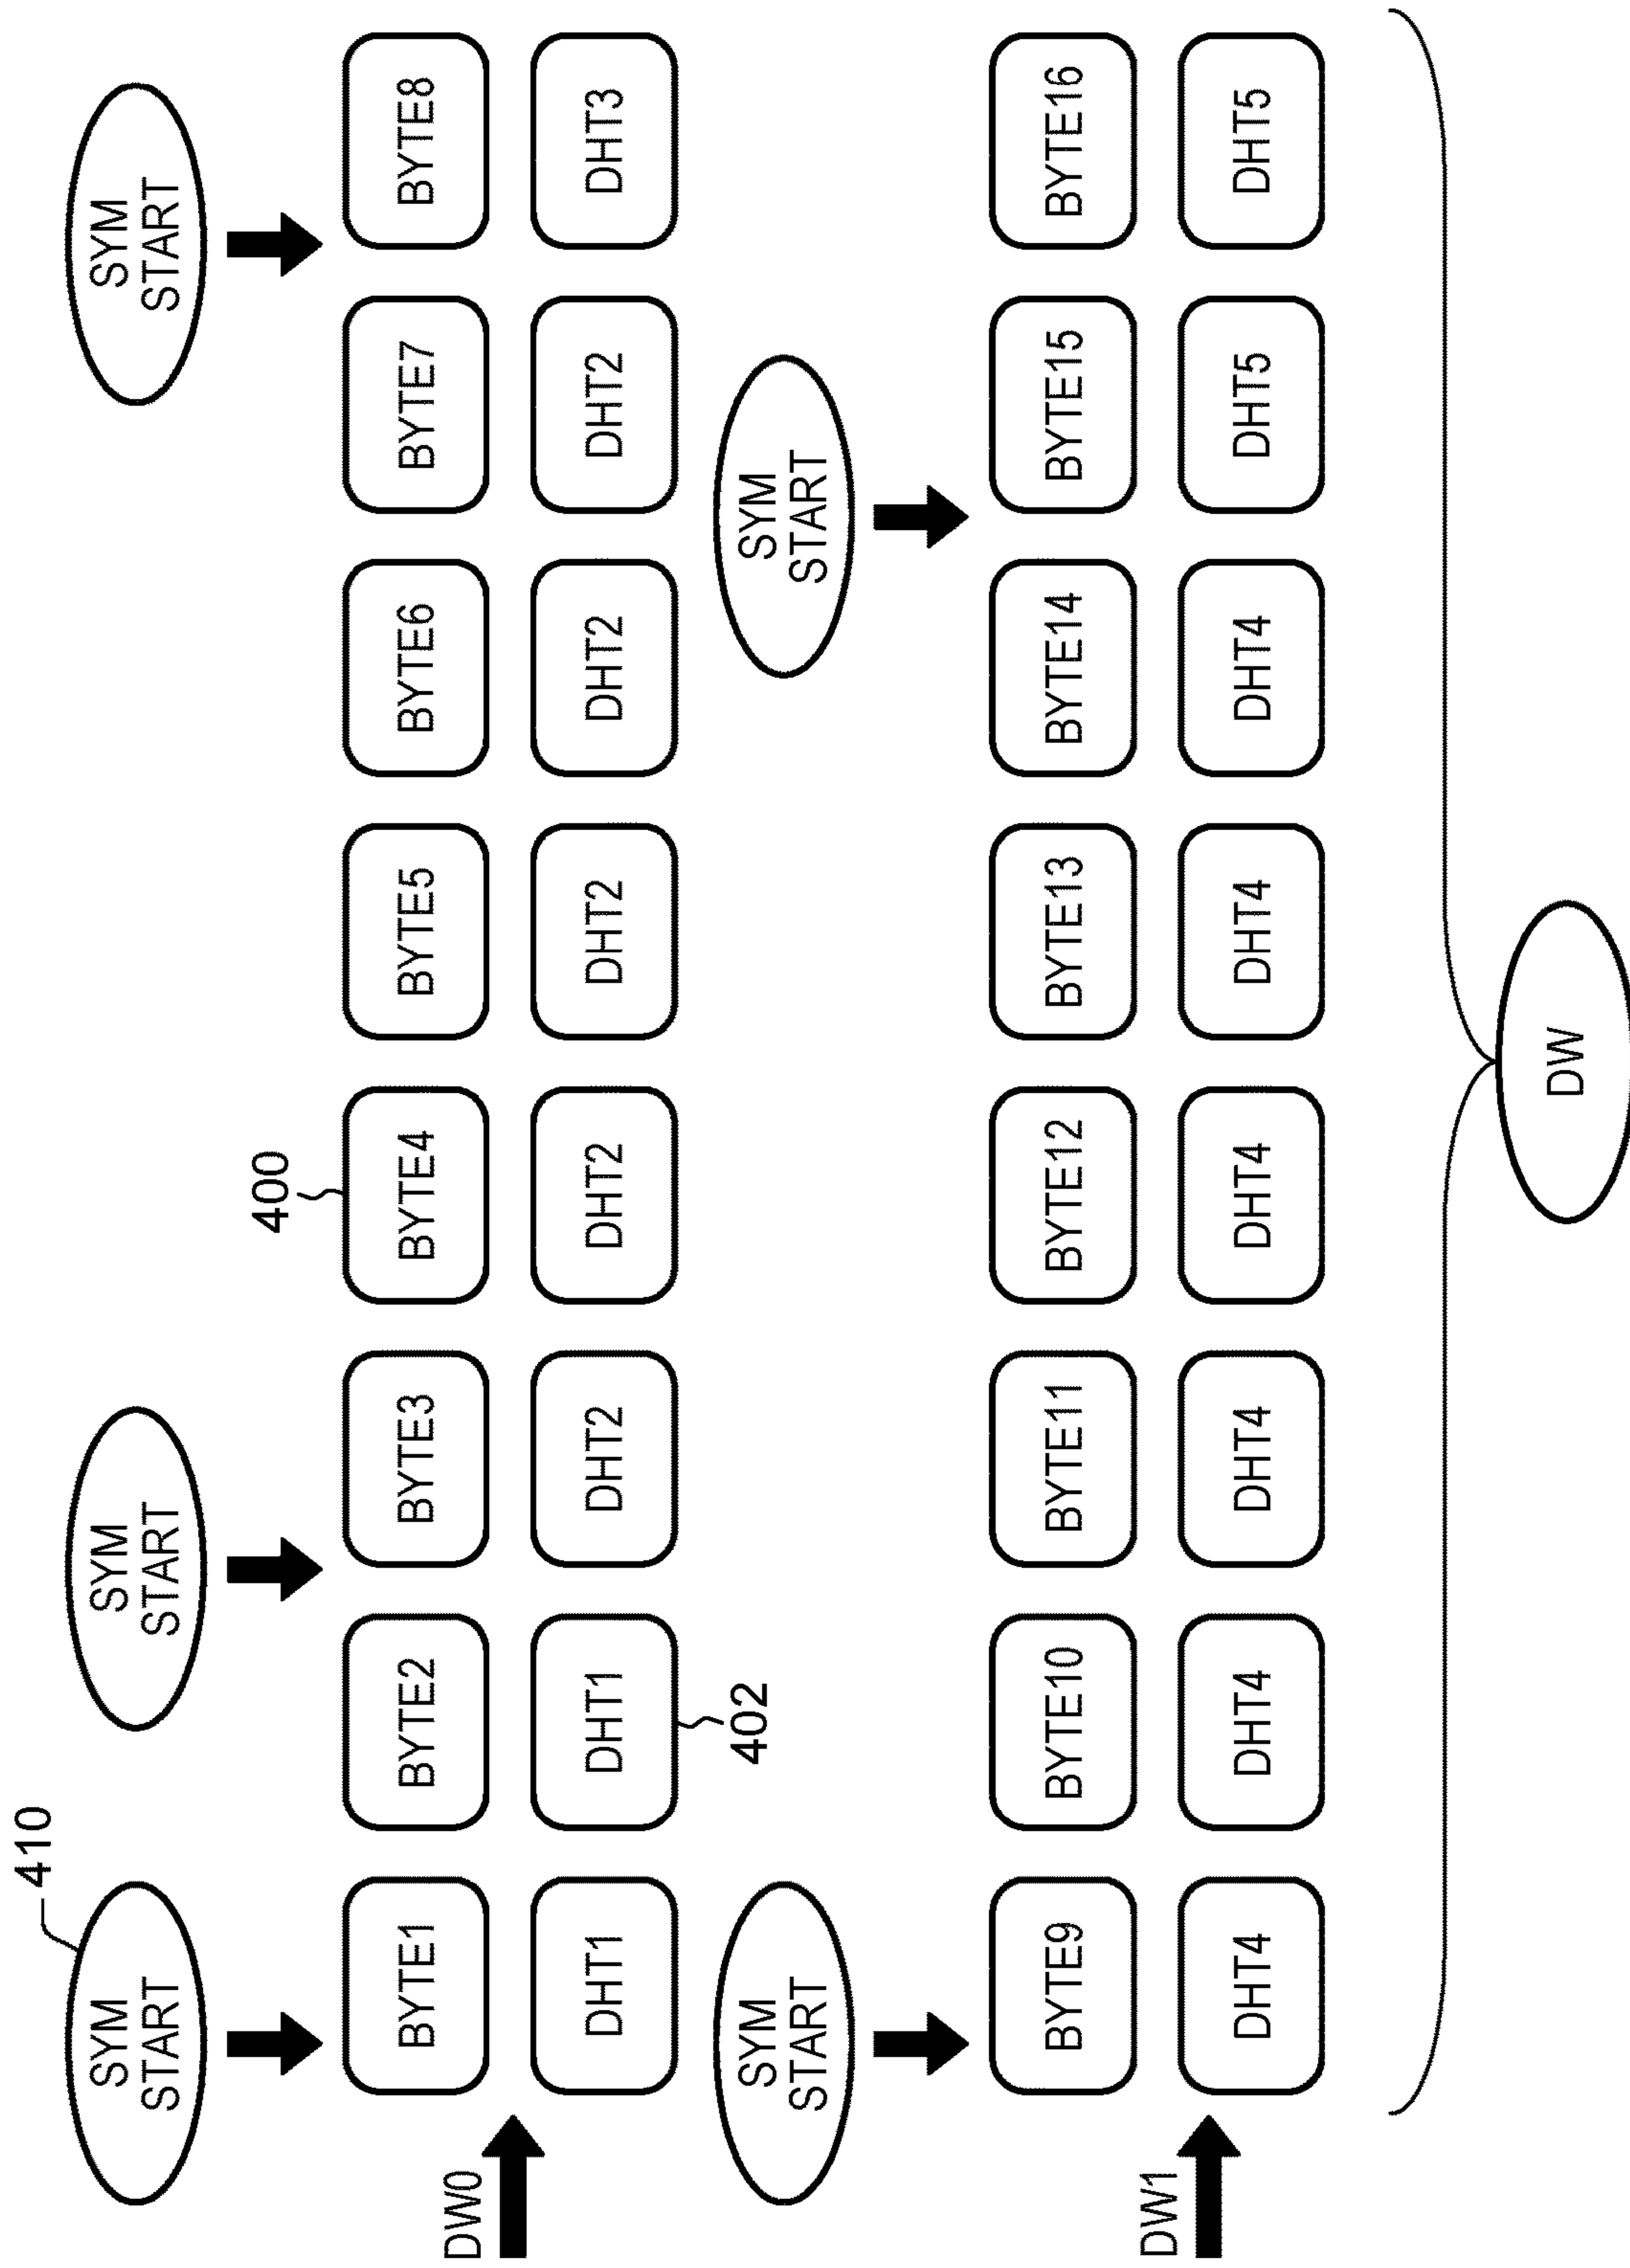 410
SYM
START
SYM
START
SYM
START
400
DW0
BYTE1
BYTE2
BYTE3
BYTE4
BYTE5
BYTE6
BYTE7
BYTE8
DHT1
DHT1
DHT2
DHT2
DHT2
DHT2
DHT2
DHT3
402
SYM
START
SYM
START
DW1
BYTE9
BYTE10
BYTE11
BYTE12
BYTE13
BYTE14
BYTE15
BYTE16
DHT4
DHT4
DHT4
DHT4
DHT4
DHT4
DHT5
DHT5
DW